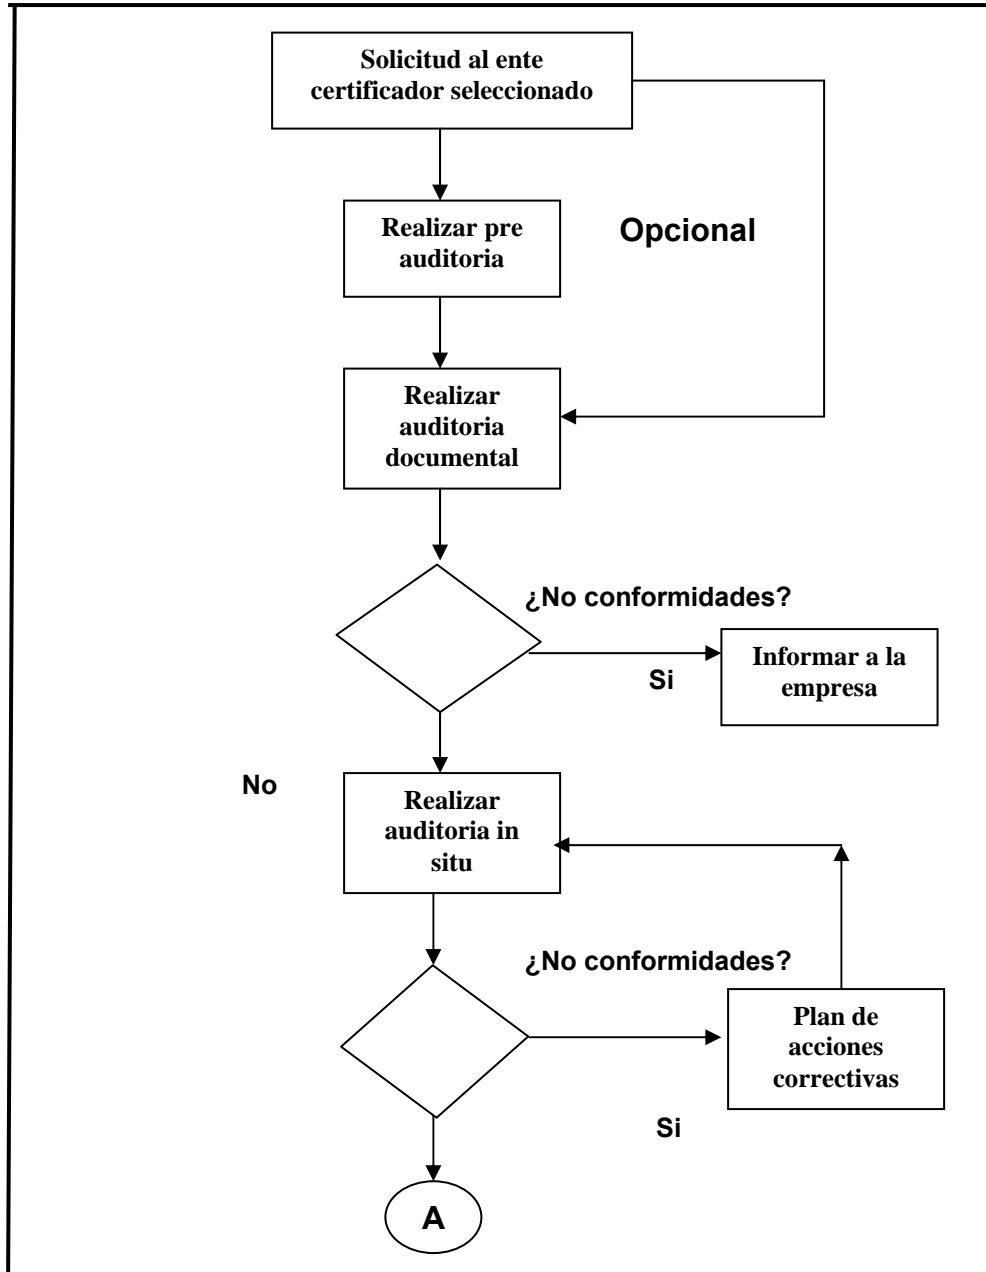 Solicitud al ente
certificador seleccionado
Realizar pre
auditoria
Opcional
Realizar
auditoria
documental
¿No conformidades?
Si
Informar a la
empresa
No
Realizar
auditoria in
situ
¿No conformidades?
Plan de
acciones
correctivas
Si
A